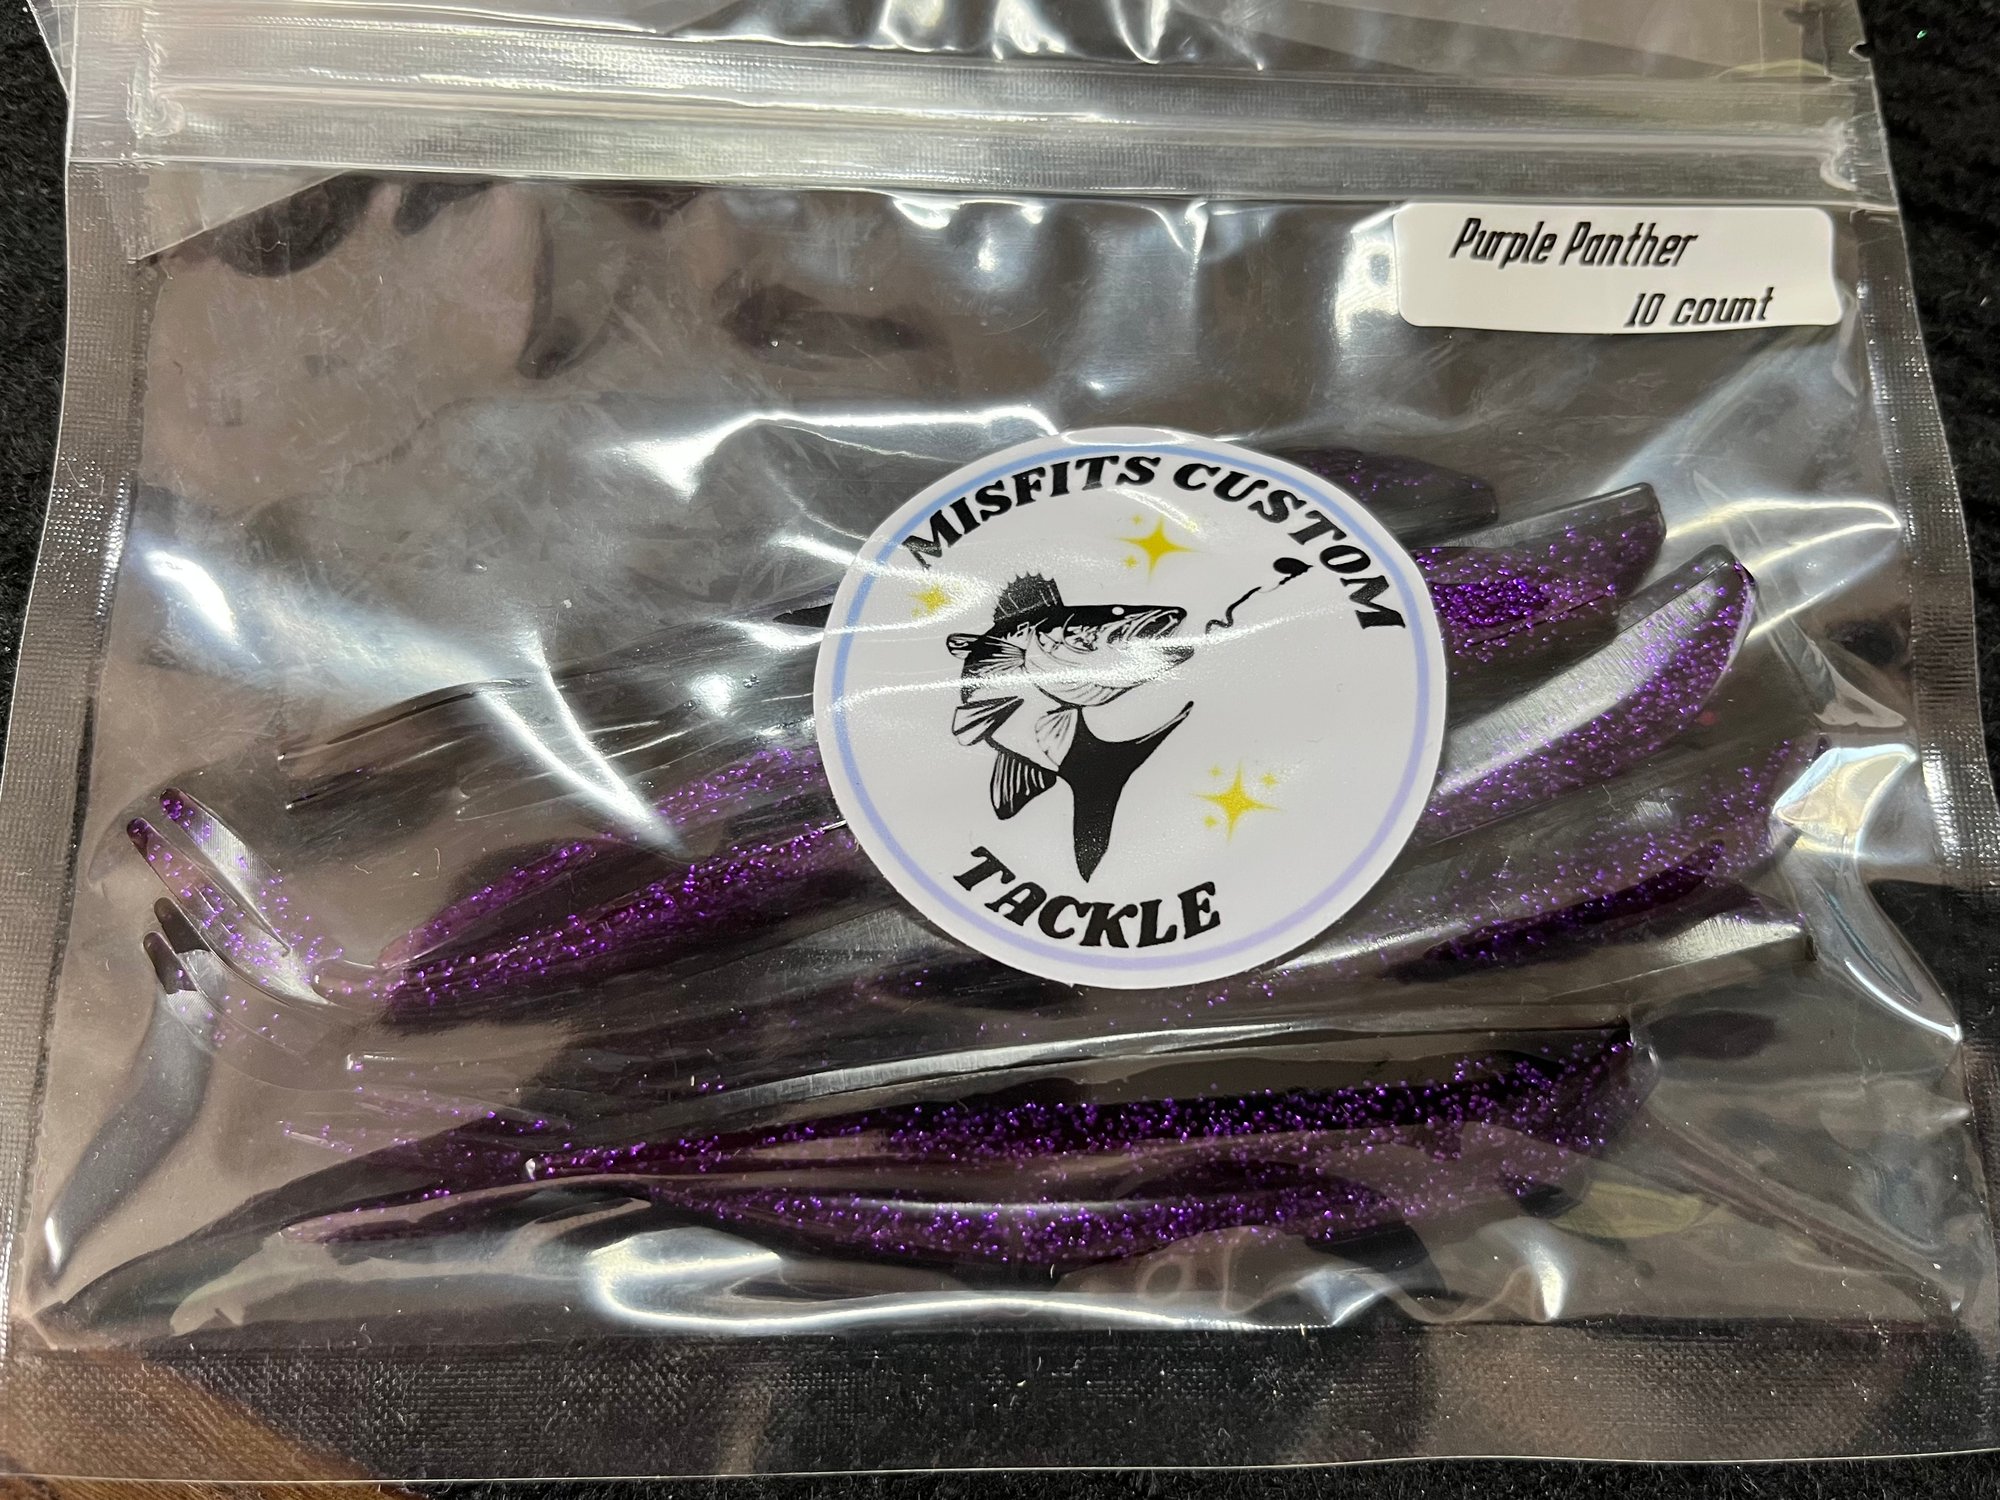 Purple Panther
10 count
MISFITS CUSTOM
TACKLE